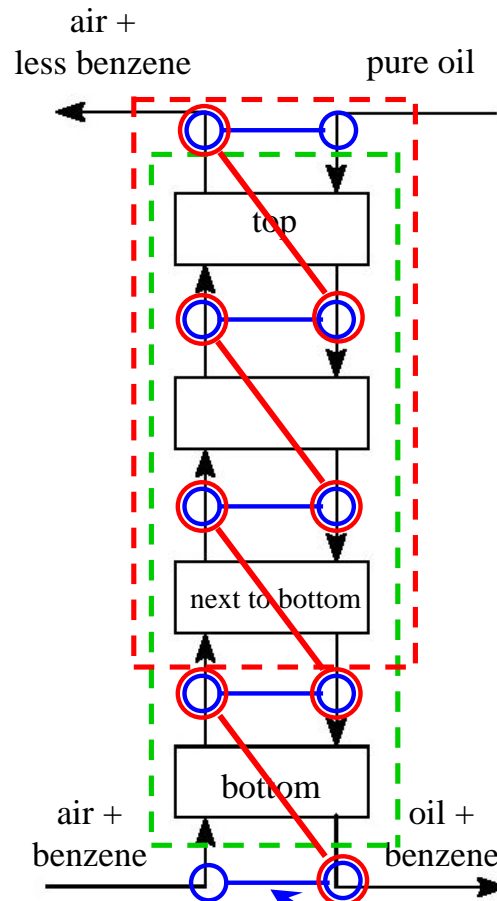 air +
less benzene
pure oil
top
next to bottom
bottom
air +
benzene
oil +
benzene